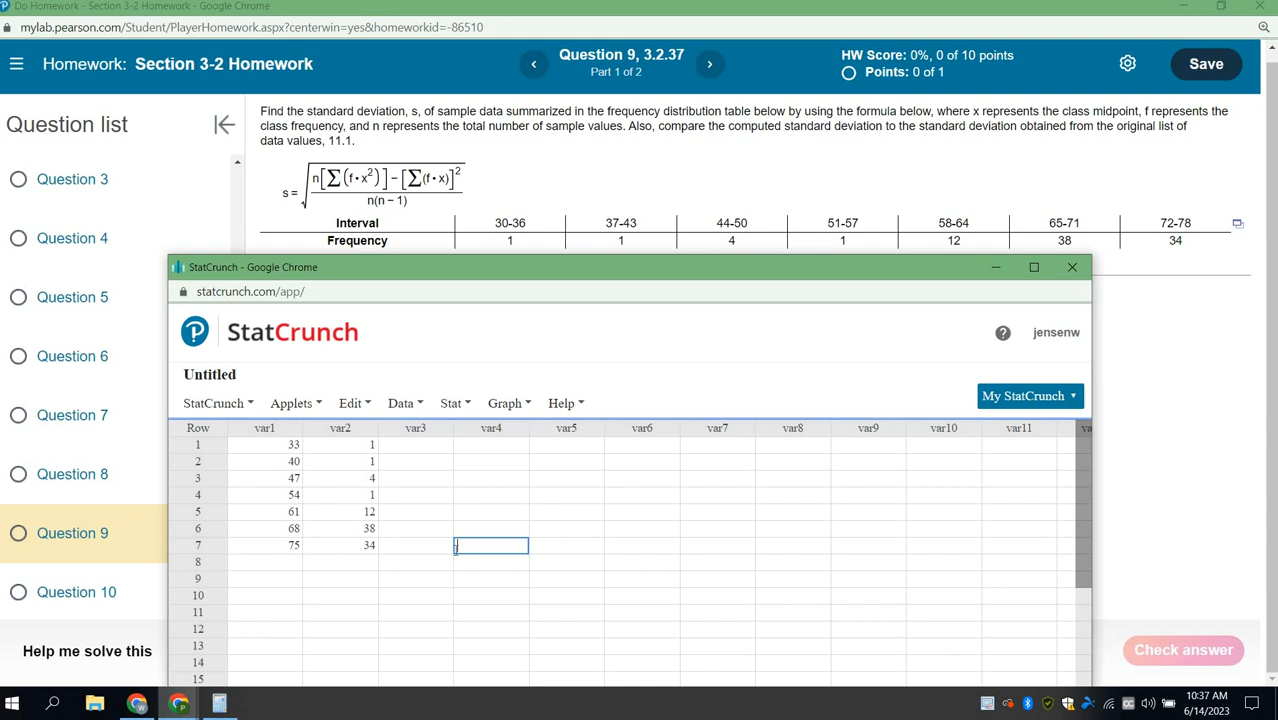 Do Homework - Section 3-2 Homework - Google Chrome
mylab.pearson.com/Student/PlayerHomework.aspx?centerwin=yes&homeworkid=-86510
Homework: Section 3-2 Homework
Question 9, 3.2.37
Part 1 of 2
HW Score: 0%, 0 of 10 points
Points: 0 of 1
Save
Question list
Question 3
Question 4
Question 5
Question 6
Question 7
Question 8
Question 9
Question 10
Help me solve this
Find the standard deviation, s, of sample data summarized in the frequency distribution table below by using the formula below, where x represents the class midpoint, f represents the
class frequency, and n represents the total number of sample values. Also, compare the computed standard deviation to the standard deviation obtained from the original list of
data values, 11.1.
s = √ n[∑(f•x²)] − [∑(f•x)]²
n(n − 1)
Interval 30-36 37-43 44-50 51-57 58-64 65-71 72-78
Frequency 1 1 4 1 12 38 34
StatCrunch - Google Chrome
statcrunch.com/app/
P StatCrunch
? jensenw
Untitled
StatCrunch Applets Edit Data Stat Graph Help
My StatCrunch
Row var1 var2 var3 var4 var5 var6 var7 var8 var9 var10 var11 va
1 33 1
2 40 1
3 47 4
4 54 1
5 61 12
6 68 38
7 75 34
8
9
10
11
12
13
14
15
Check answer
10:37 AM
6/14/2023